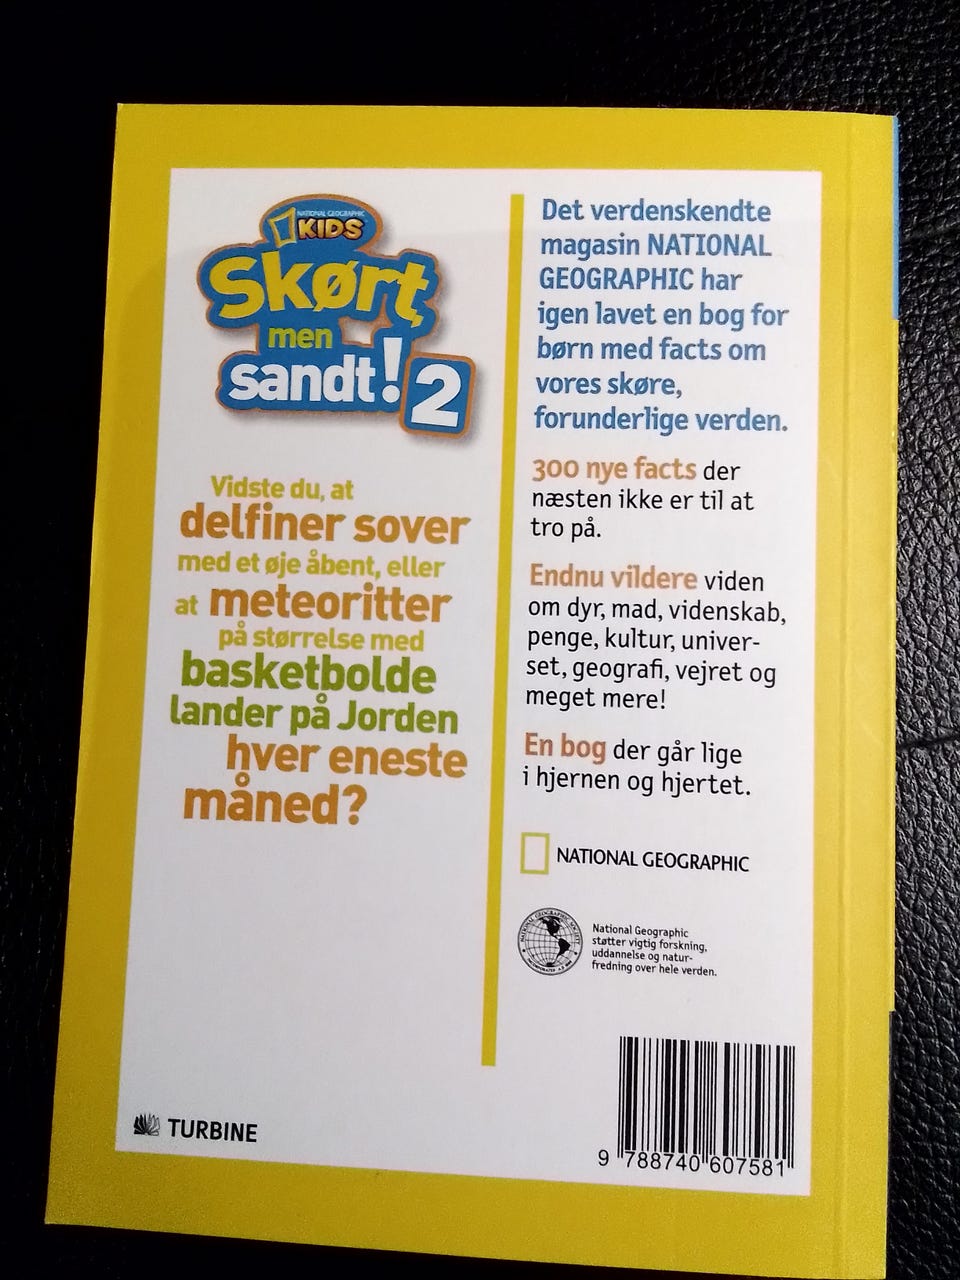 NATIONAL GEOGRAPHIC
KIDS
Skørt,
men
sandt!
2
Vidste du, at
delfiner sover
med et øje åbent, eller
at meteoritter
på størrelse med
basketbolde
lander på Jorden
hver eneste
måned?
TURBINE
Det verdenskendte
magasin NATIONAL
GEOGRAPHIC har
igen lavet en bog for
børn med facts om
vores skøre,
forunderlige verden.
300 nye facts der
næsten ikke er til at
tro på.
Endnu vildere viden
om dyr, mad, videnskab,
penge, kultur, univer-
set, geografi, vejret og
meget mere!
En bog der går lige
i hjernen og hjertet.
NATIONAL GEOGRAPHIC
NATIONAL GEOGRAPHIC SOCIETY
INCORPORATED A.D. 1888
National Geographic
støtter vigtig forskning,
uddannelse og natur-
fredning over hele verden.
9 788740 607581